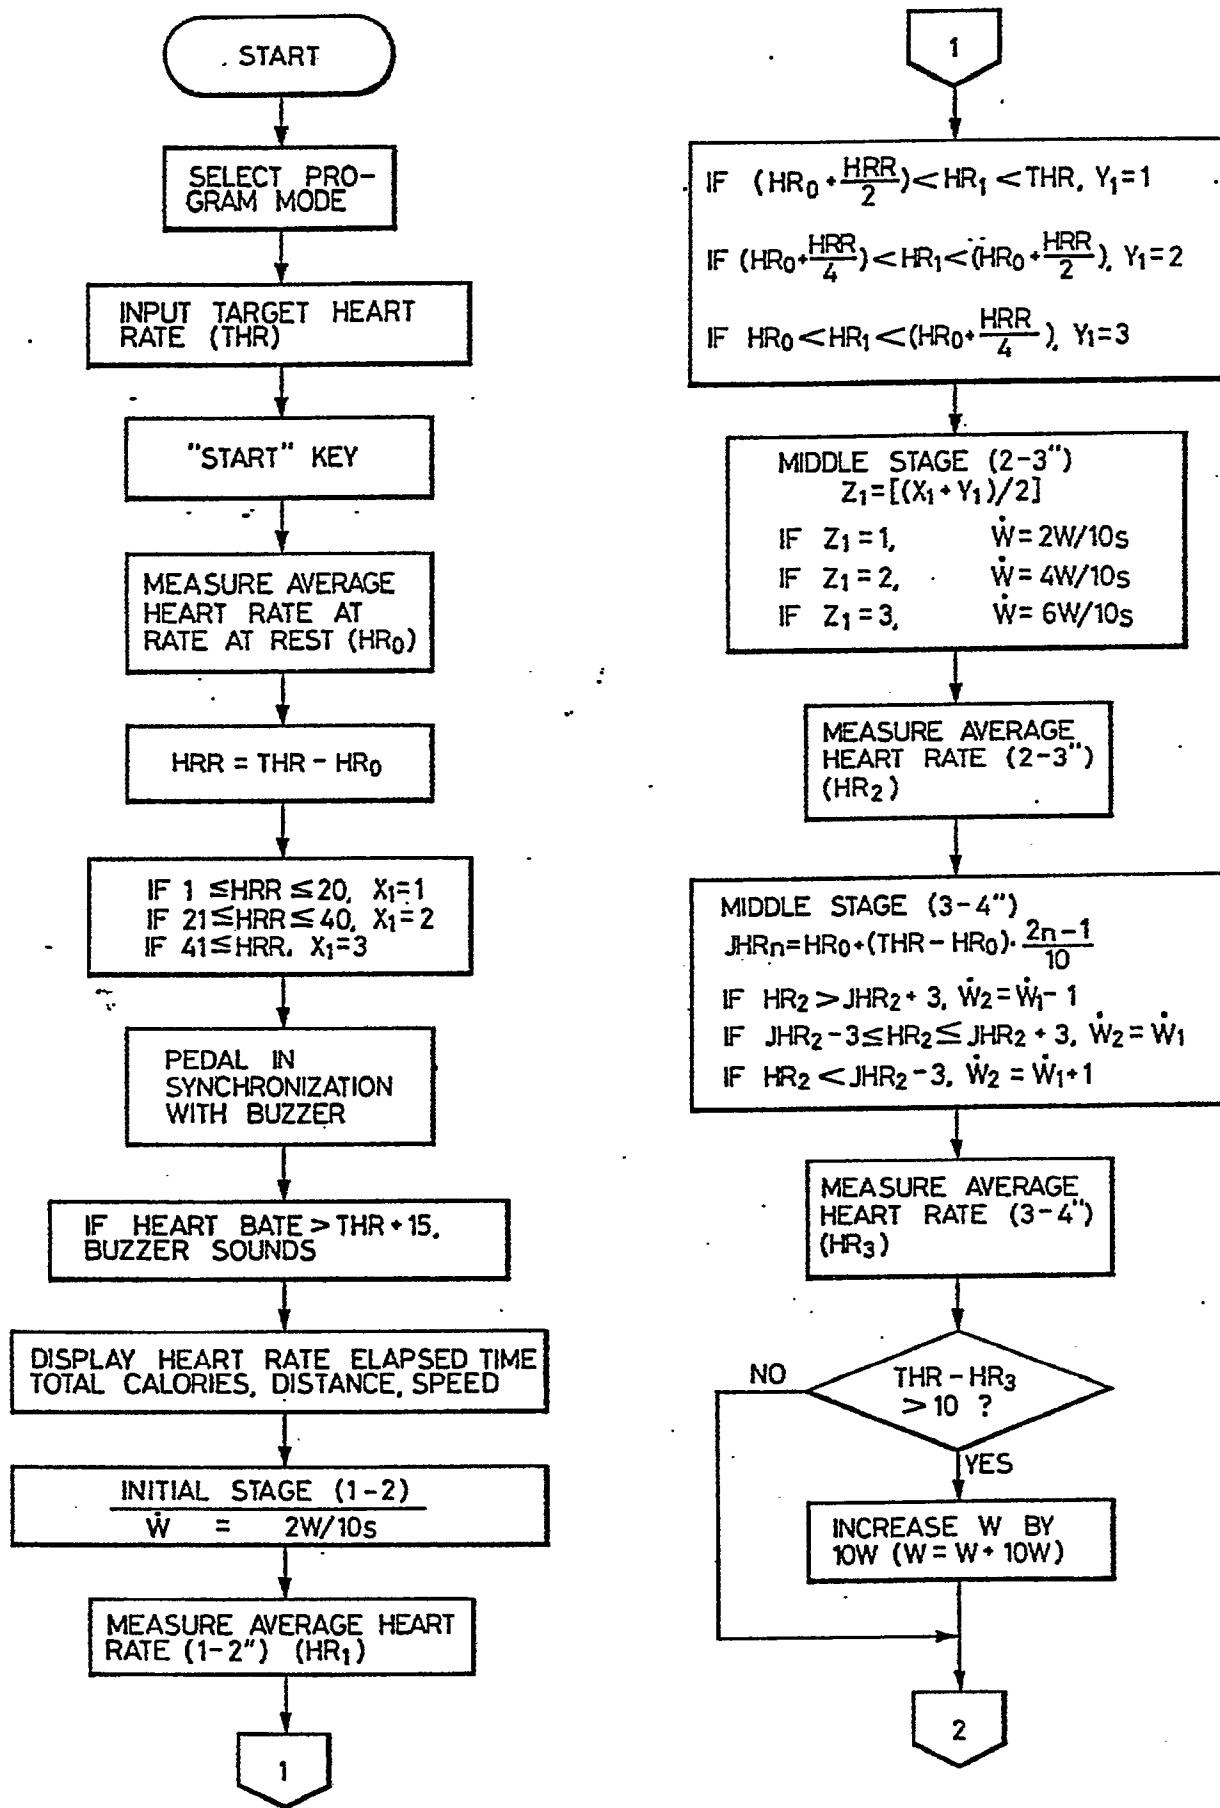 START
SELECT PRO-
GRAM MODE
INPUT TARGET HEART
RATE (THR)
"START" KEY
MEASURE AVERAGE
HEART RATE AT
RATE AT REST (HR₀)
HRR = THR - HR₀
IF 1 ≤HRR ≤20, X₁=1
IF 21≤HRR≤40, X₁=2
IF 41≤HRR. X₁=3
PEDAL IN
SYNCHRONIZATION
WITH BUZZER
IF HEART BATE > THR + 15,
BUZZER SOUNDS
DISPLAY HEART RATE ELAPSED TIME
TOTAL CALORIES, DISTANCE, SPEED
INITIAL STAGE (1-2)
Ẇ = 2W/10s
MEASURE AVERAGE HEART
RATE (1-2") (HR₁)
1
1
IF (HR₀ + HRR/2) < HR₁ < THR, Y₁=1
IF (HR₀+HRR/4)<HR₁<(HR₀+HRR/2), Y₁=2
IF HR₀<HR₁<(HR₀+HRR/4), Y₁=3
MIDDLE STAGE (2-3")
Z₁=[(X₁+Y₁)/2]
IF Z₁=1, Ẇ=2W/10s
IF Z₁=2, Ẇ=4W/10s
IF Z₁=3, Ẇ=6W/10s
MEASURE AVERAGE
HEART RATE (2-3")
(HR₂)
MIDDLE STAGE (3-4")
JHRn=HR₀+(THR-HR₀)·2n-1/10
IF HR₂>JHR₂+3, Ẇ₂=Ẇ₁-1
IF JHR₂-3≤HR₂≤JHR₂+3, Ẇ₂=Ẇ₁
IF HR₂<JHR₂-3, Ẇ₂=Ẇ₁+1
MEASURE AVERAGE
HEART RATE (3-4")
(HR₃)
NO
THR-HR₃
>10 ?
YES
INCREASE W BY
10W (W=W+10W)
2